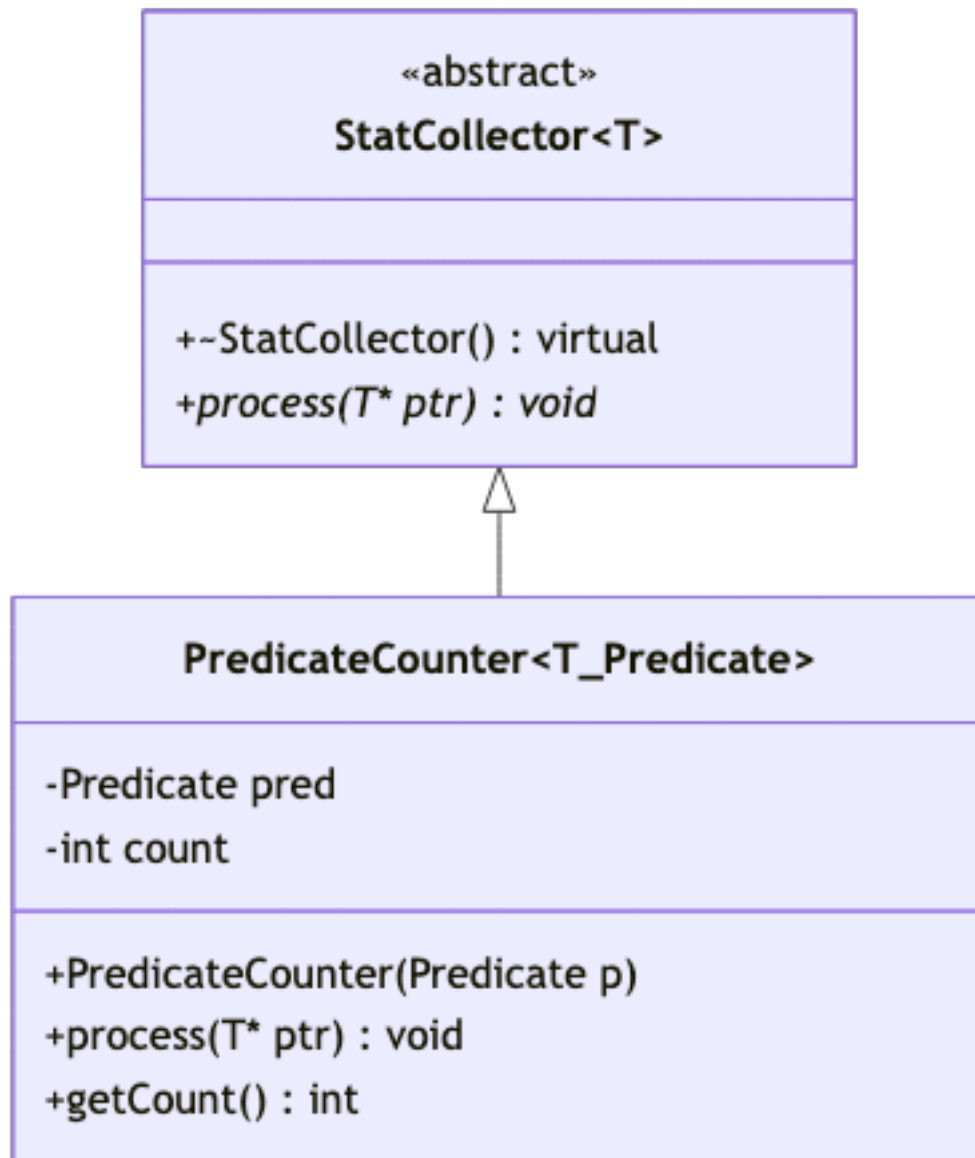 «abstract»
StatCollector<T>
+~StatCollector() : virtual
+process(T* ptr) : void
PredicateCounter<T_Predicate>
-Predicate pred
-int count
+PredicateCounter(Predicate p)
+process(T* ptr) : void
+getCount() : int